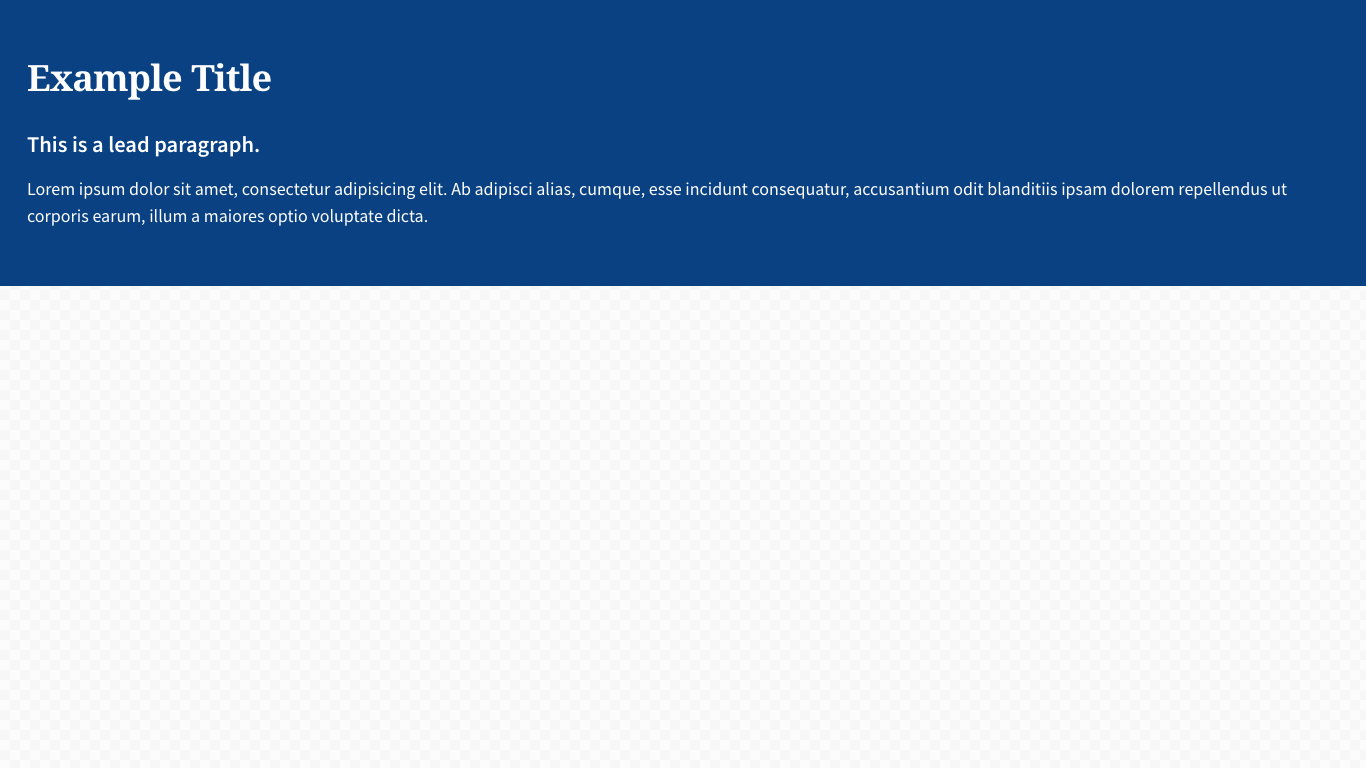 Example Title
This is a lead paragraph.
Lorem ipsum dolor sit amet, consectetur adipisicing elit. Ab adipisci alias, cumque, esse incidunt consequatur, accusantium odit blanditiis ipsam dolorem repellendus ut
corporis earum, illum a maiores optio voluptate dicta.